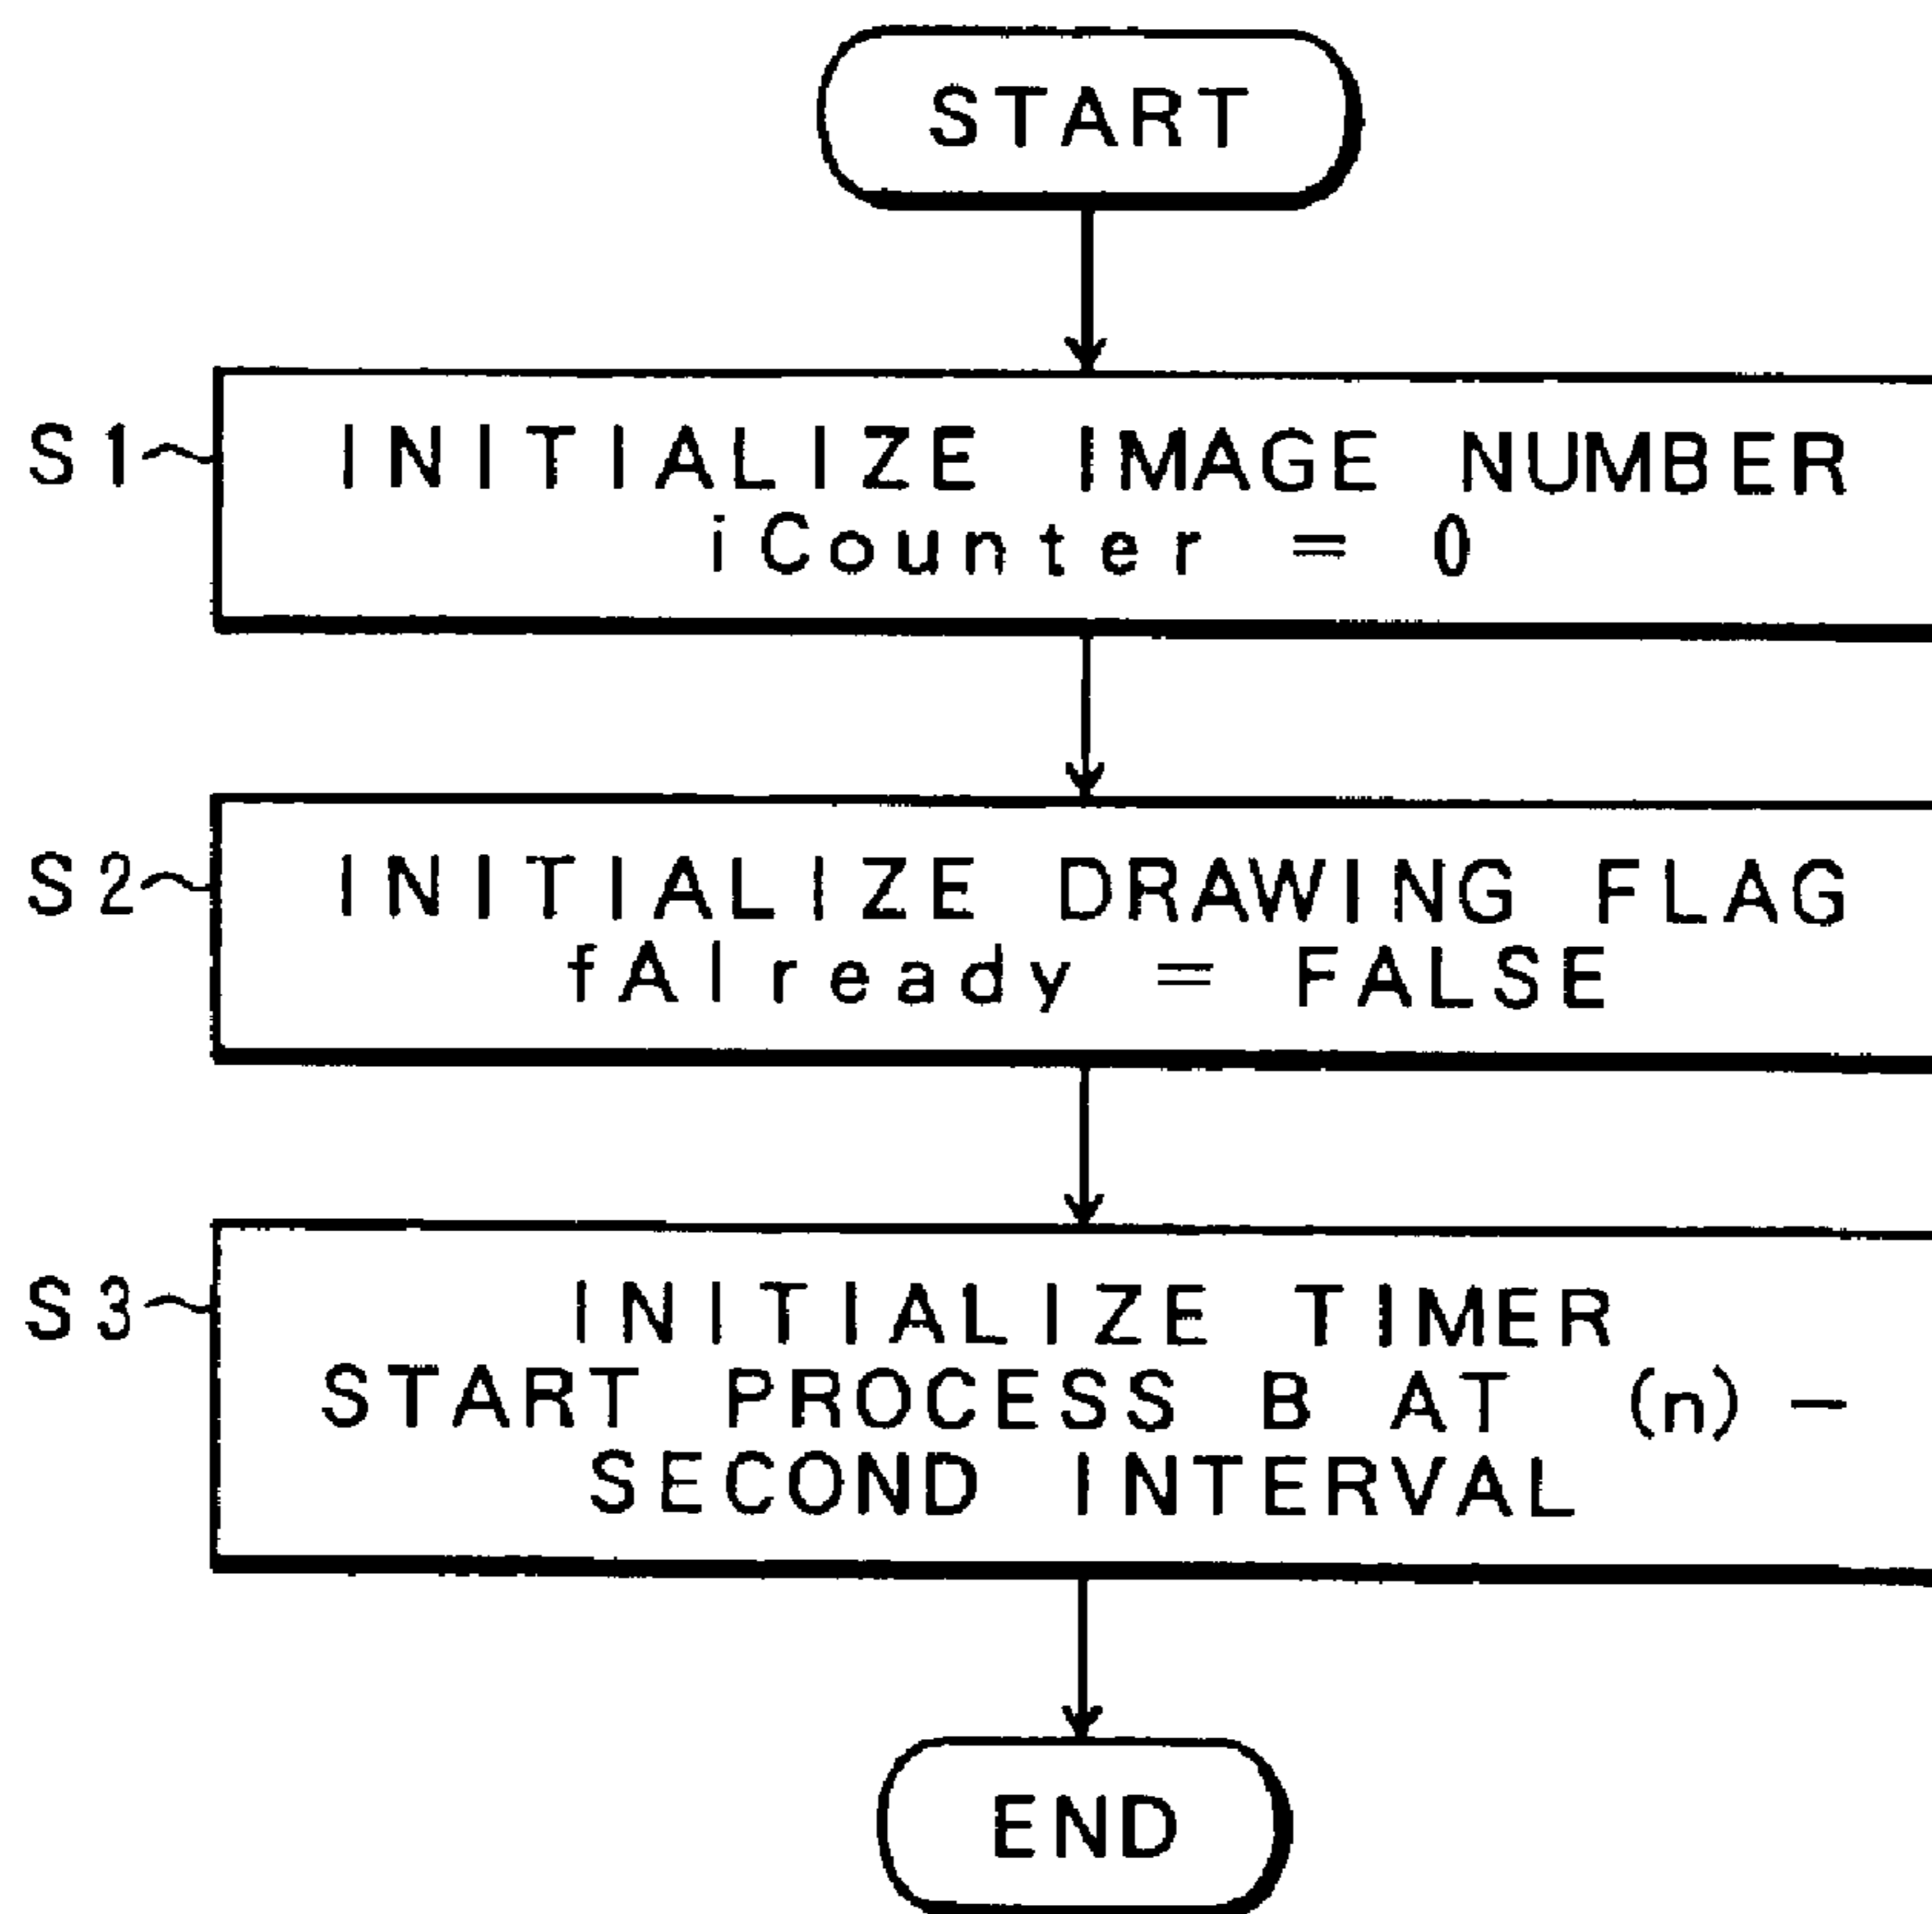 START
S1 INITIALIZE IMAGE NUMBER
iCounter = 0
S2 INITIALIZE DRAWING FLAG
fAlready = FALSE
S3 INITIALIZE TIMER
START PROCESS B AT (n) -
SECOND INTERVAL
END